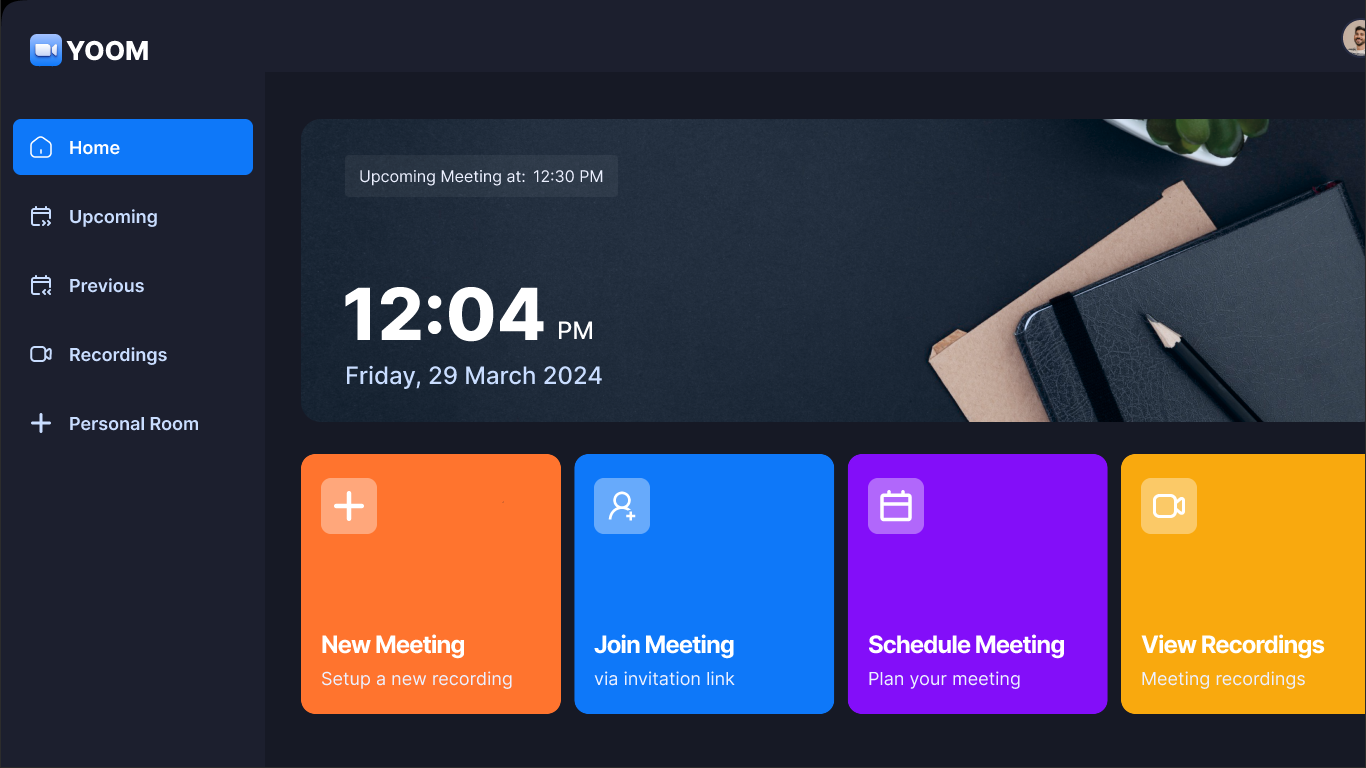 YOOM
Home
Upcoming
Previous
Recordings
Personal Room
Upcoming Meeting at: 12:30 PM
12:04 PM
Friday, 29 March 2024
New Meeting
Setup a new recording
Join Meeting
via invitation link
Schedule Meeting
Plan your meeting
View Recordings
Meeting recordings